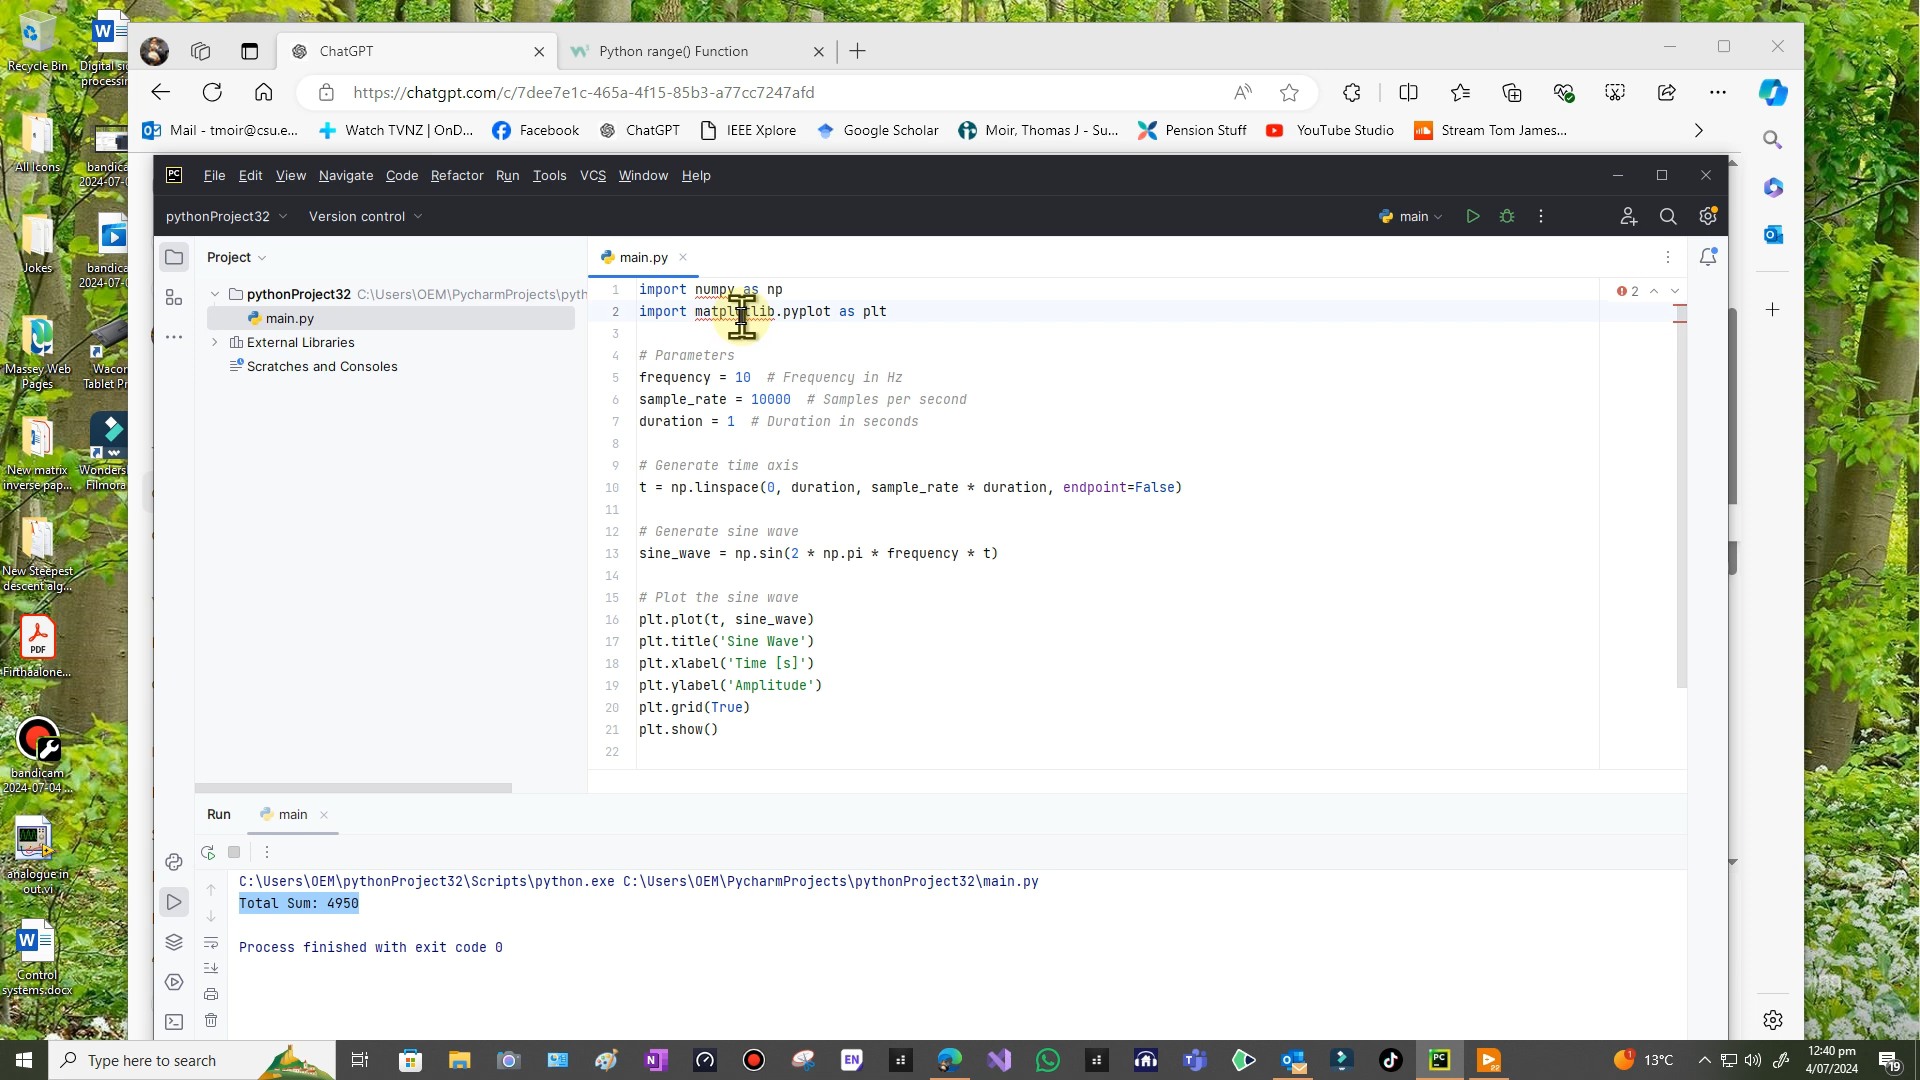 Recycle Bin
Digital si...
processin
All Icons
bandica
2024-07-0
Jokes
bandica
2024-07-
Massey Web
Pages
Wacor
Tablet Pr
New matrix
inverse pap...
Wonders
Filmora
New Steepest
descent alg...
PDF
Firthaalone...
bandicam
2024-07-04 ...
analogue in
out.vi
Control
systems.docx
ChatGPT
Python range() Function
https://chatgpt.com/c/7dee7e1c-465a-4f15-85b3-a77cc7247afd
Mail - tmoir@csu.e...
Watch TVNZ | OnD...
Facebook
ChatGPT
IEEE Xplore
Google Scholar
Moir, Thomas J - Su...
Pension Stuff
YouTube Studio
Stream Tom James...
PC
File Edit View Navigate Code Refactor Run Tools VCS Window Help
pythonProject32
Version control
main
Project
pythonProject32 C:\Users\OEM\PycharmProjects\pyth
main.py
External Libraries
Scratches and Consoles
main.py
2
1 import numpy as np
2 import matplotlib.pyplot as plt
3
4 # Parameters
5 frequency = 10 # Frequency in Hz
6 sample_rate = 10000 # Samples per second
7 duration = 1 # Duration in seconds
8
9 # Generate time axis
10 t = np.linspace(0, duration, sample_rate * duration, endpoint=False)
11
12 # Generate sine wave
13 sine_wave = np.sin(2 * np.pi * frequency * t)
14
15 # Plot the sine wave
16 plt.plot(t, sine_wave)
17 plt.title('Sine Wave')
18 plt.xlabel('Time [s]')
19 plt.ylabel('Amplitude')
20 plt.grid(True)
21 plt.show()
22
Run
main
C:\Users\OEM\pythonProject32\Scripts\python.exe C:\Users\OEM\PycharmProjects\pythonProject32\main.py
Total Sum: 4950
Process finished with exit code 0
Type here to search
EN
PC
1
13°C
12:40 pm
4/07/2024
19